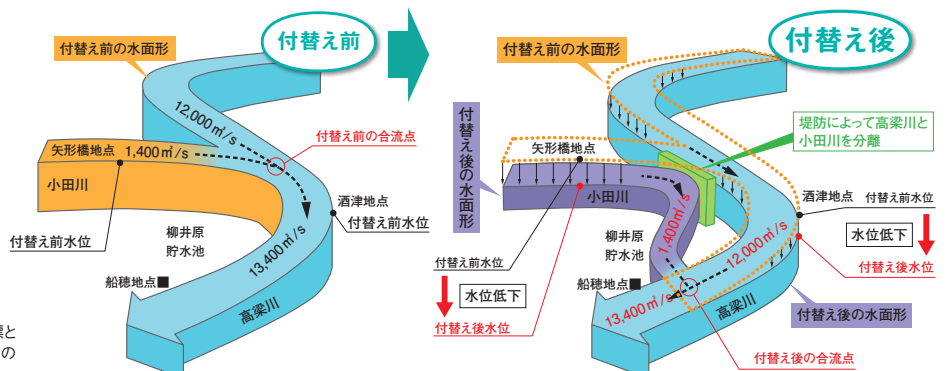 付替え前
付替え前の水面形
12,000㎥/s
矢形橋地点
1,400㎥/s
付替え前の合流点
小田川
酒津地点
付替え前水位
付替え前水位
柳井原
貯水池
13,400㎥/s
船穂地点■
高梁川
標と
の
付替え後
付替え前の水面形
付替え後の水面形
堤防によって高梁川と
小田川を分離
矢形橋地点
小田川
酒津地点
付替え前水位
水位低下
付替え後水位
柳井原
貯水池
1,400㎥/s
12,000㎥/s
付替え前水位
水位低下
付替え後水位
船穂地点■
13,400㎥/s
高梁川
付替え後の水面形
付替え後の合流点